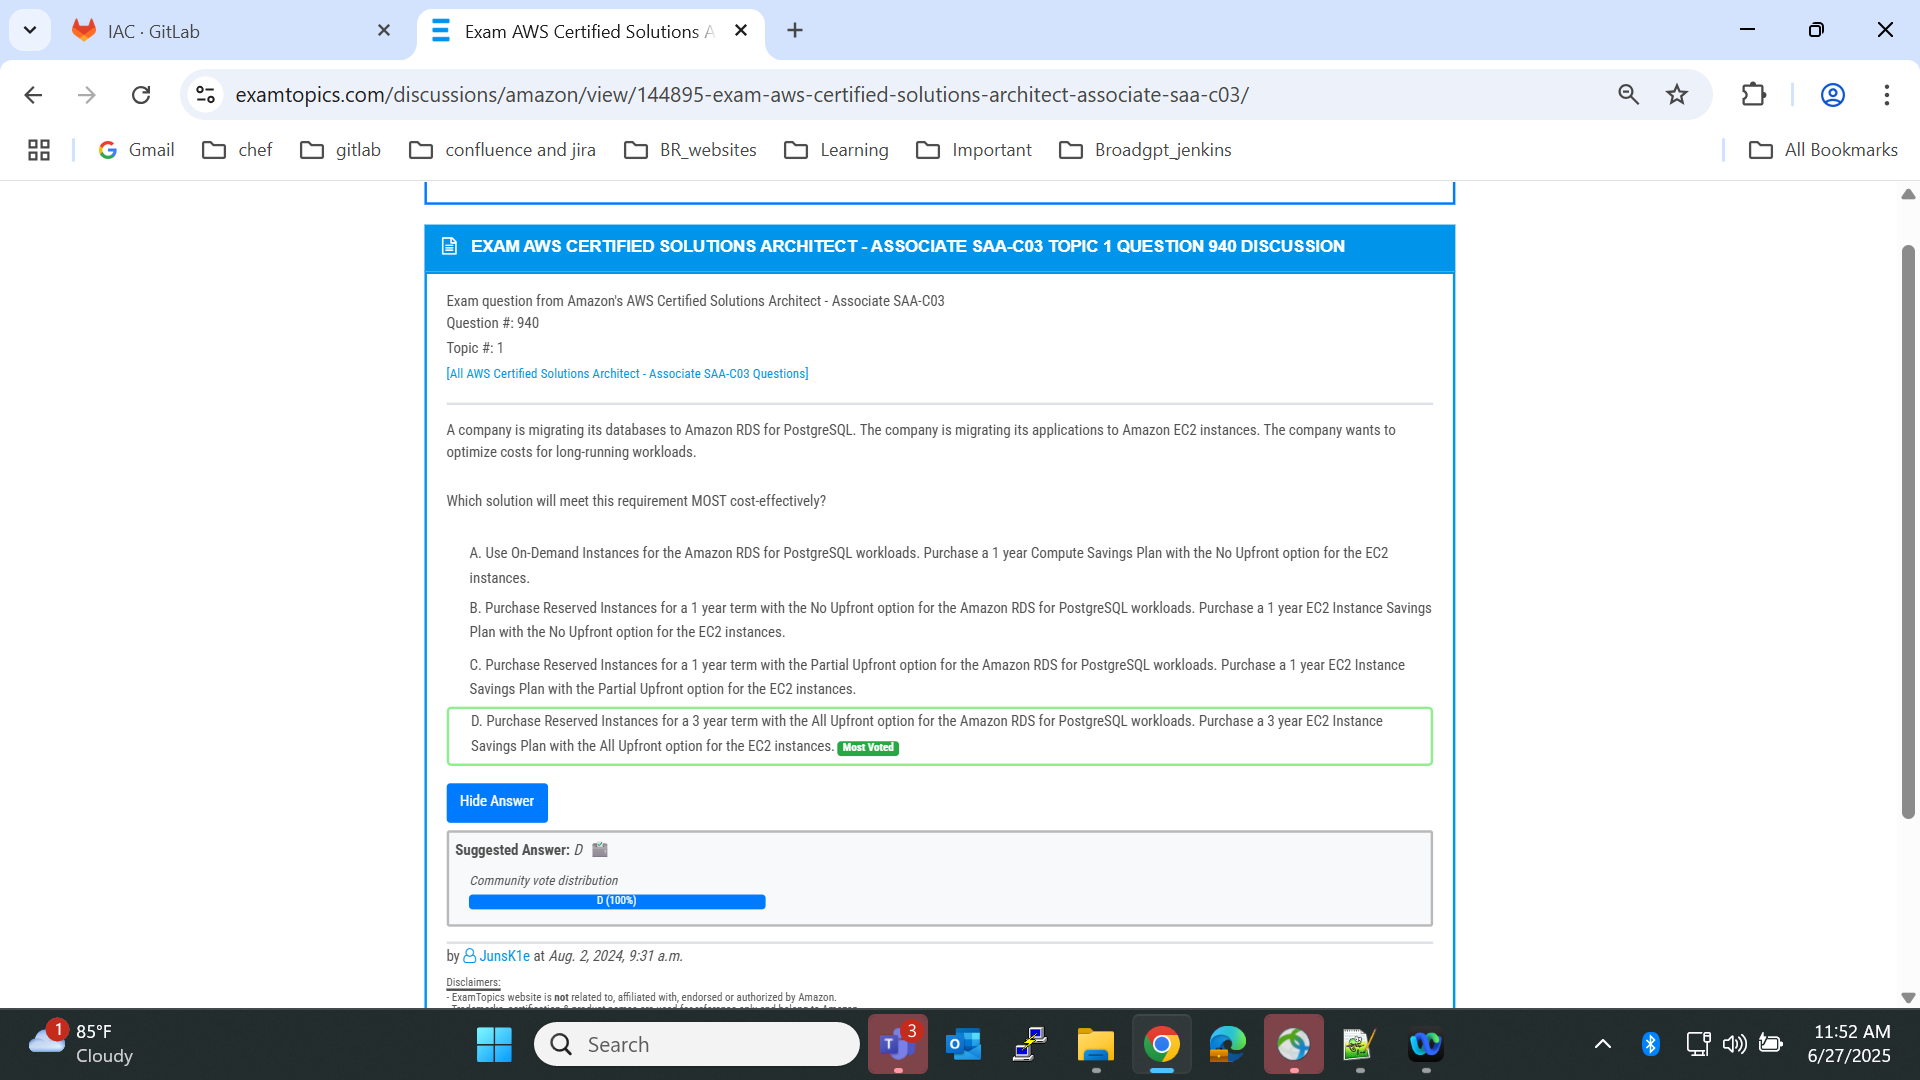 IAC · GitLab
Exam AWS Certified Solutions A
examtopics.com/discussions/amazon/view/144895-exam-aws-certified-solutions-architect-associate-saa-c03/
Gmail
chef
gitlab
confluence and jira
BR_websites
Learning
Important
Broadgpt_jenkins
All Bookmarks
EXAM AWS CERTIFIED SOLUTIONS ARCHITECT - ASSOCIATE SAA-C03 TOPIC 1 QUESTION 940 DISCUSSION
Exam question from Amazon's AWS Certified Solutions Architect - Associate SAA-C03
Question #: 940
Topic #: 1
[All AWS Certified Solutions Architect - Associate SAA-C03 Questions]
A company is migrating its databases to Amazon RDS for PostgreSQL. The company is migrating its applications to Amazon EC2 instances. The company wants to
optimize costs for long-running workloads.
Which solution will meet this requirement MOST cost-effectively?
A. Use On-Demand Instances for the Amazon RDS for PostgreSQL workloads. Purchase a 1 year Compute Savings Plan with the No Upfront option for the EC2
instances.
B. Purchase Reserved Instances for a 1 year term with the No Upfront option for the Amazon RDS for PostgreSQL workloads. Purchase a 1 year EC2 Instance Savings
Plan with the No Upfront option for the EC2 instances.
C. Purchase Reserved Instances for a 1 year term with the Partial Upfront option for the Amazon RDS for PostgreSQL workloads. Purchase a 1 year EC2 Instance
Savings Plan with the Partial Upfront option for the EC2 instances.
D. Purchase Reserved Instances for a 3 year term with the All Upfront option for the Amazon RDS for PostgreSQL workloads. Purchase a 3 year EC2 Instance
Savings Plan with the All Upfront option for the EC2 instances. Most Voted
Hide Answer
Suggested Answer: D
Community vote distribution
D (100%)
by JunsK1e at Aug. 2, 2024, 9:31 a.m.
Disclaimers:
- ExamTopics website is not related to, affiliated with, endorsed or authorized by Amazon.
1
85°F
Cloudy
Search
3
11:52 AM
6/27/2025